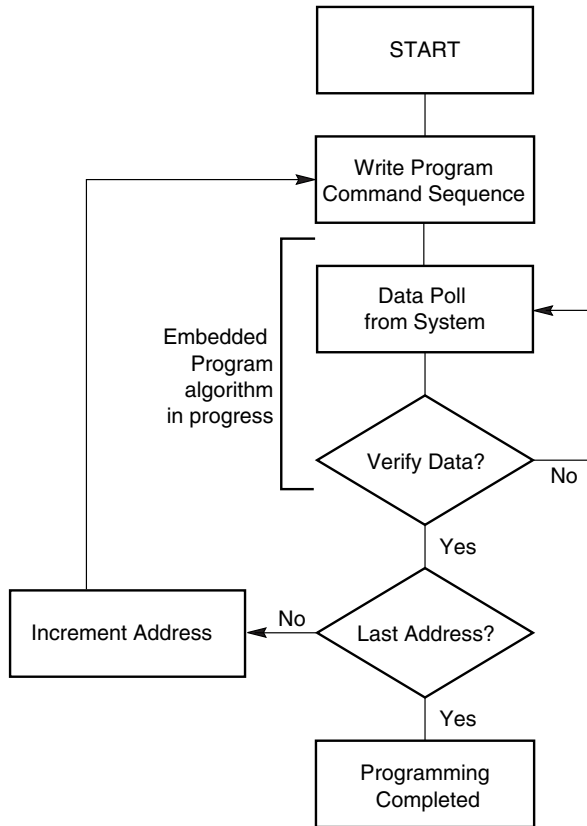 START
Write Program
Command Sequence
Data Poll
from System
Embedded
Program
algorithm
in progress
Verify Data?
No
Yes
Last Address?
No
Increment Address
Yes
Programming
Completed